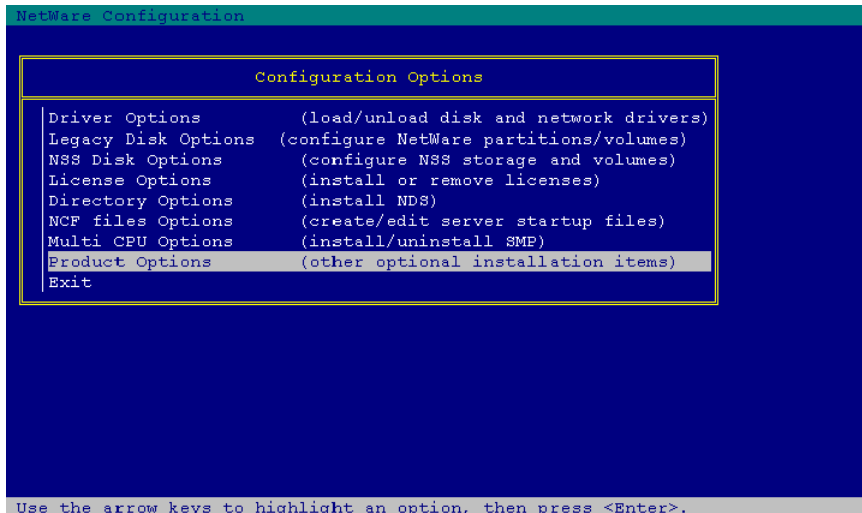 NetWare Configuration
Configuration Options
Driver Options (load/unload disk and network drivers)
Legacy Disk Options (configure NetWare partitions/volumes)
NSS Disk Options (configure NSS storage and volumes)
License Options (install or remove licenses)
Directory Options (install NDS)
NCF files Options (create/edit server startup files)
Multi CPU Options (install/uninstall SMP)
Product Options (other optional installation items)
Exit
Use the arrow keys to highlight an option, then press <Enter>.